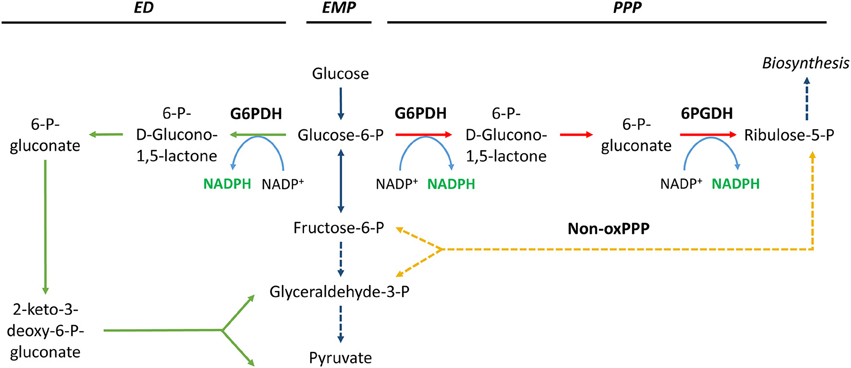 ED EMP PPP
Glucose
Biosynthesis
6-P-
gluconate
6-P-
D-Glucono-
1,5-lactone
G6PDH
Glucose-6-P
G6PDH
6-P-
D-Glucono-
1,5-lactone
6-P-
gluconate
6PGDH
Ribulose-5-P
NADPH NADP⁺ NADP⁺ NADPH NADP⁺ NADPH
Fructose-6-P
Non-oxPPP
Glyceraldehyde-3-P
2-keto-3-
deoxy-6-P-
gluconate
Pyruvate